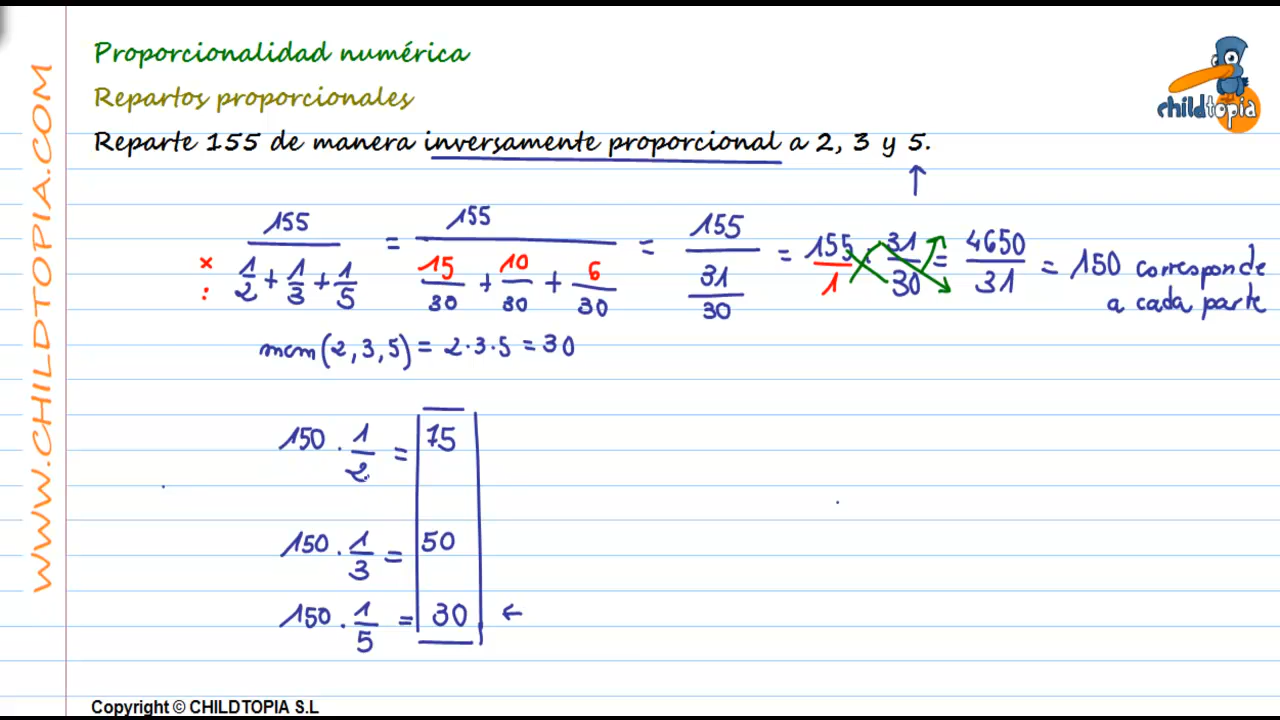 Proporcionalidad numérica
Repartos proporcionales
childtopia
Reparte 155 de manera inversamente proporcional a 2, 3 y 5.
155 / (1/2 + 1/3 + 1/5) = 155 / (15/30 + 10/30 + 6/30) = 155 / (31/30) = 155/1 : 31/30 = 4650/31 = 150 corresponde
a cada parte
x
:
mcm(2,3,5) = 2·3·5 = 30
150 · 1/2 = 75
150 · 1/3 = 50
150 · 1/5 = 30 ←
WWW.CHILDTOPIA.COM
Copyright © CHILDTOPIA S.L